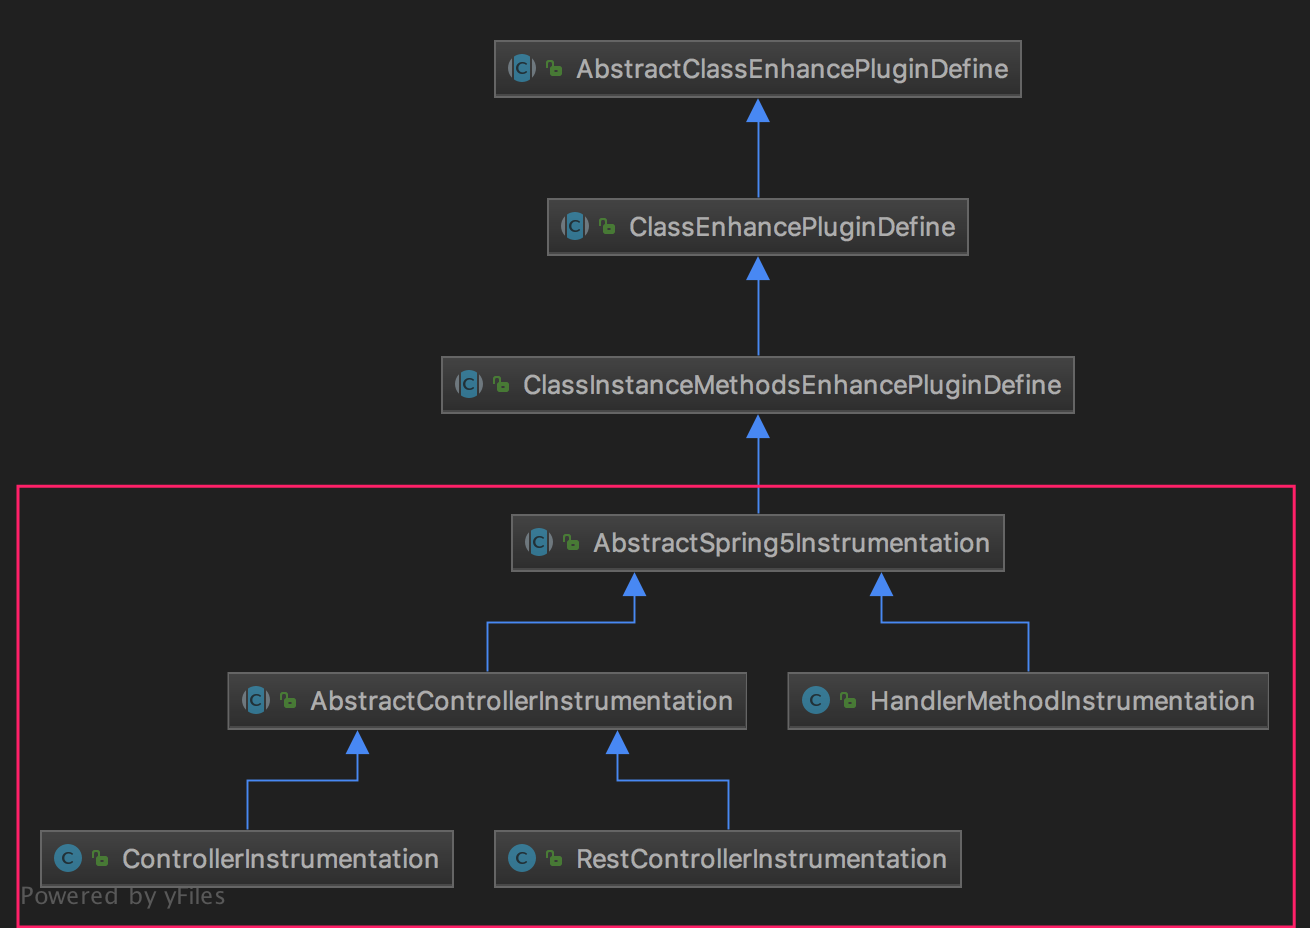 AbstractClassEnhancePluginDefine
ClassEnhancePluginDefine
ClassInstanceMethodsEnhancePluginDefine
AbstractSpring5Instrumentation
AbstractControllerInstrumentation
HandlerMethodInstrumentation
ControllerInstrumentation
RestControllerInstrumentation
Powered by yFiles